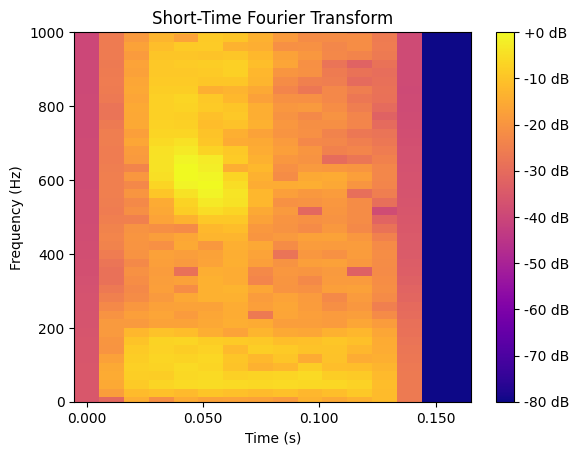 Short-Time Fourier Transform
1000
800
600
400
200
0
Frequency (Hz)
0.000
0.050
0.100
0.150
Time (s)
+0 dB
-10 dB
-20 dB
-30 dB
-40 dB
-50 dB
-60 dB
-70 dB
-80 dB